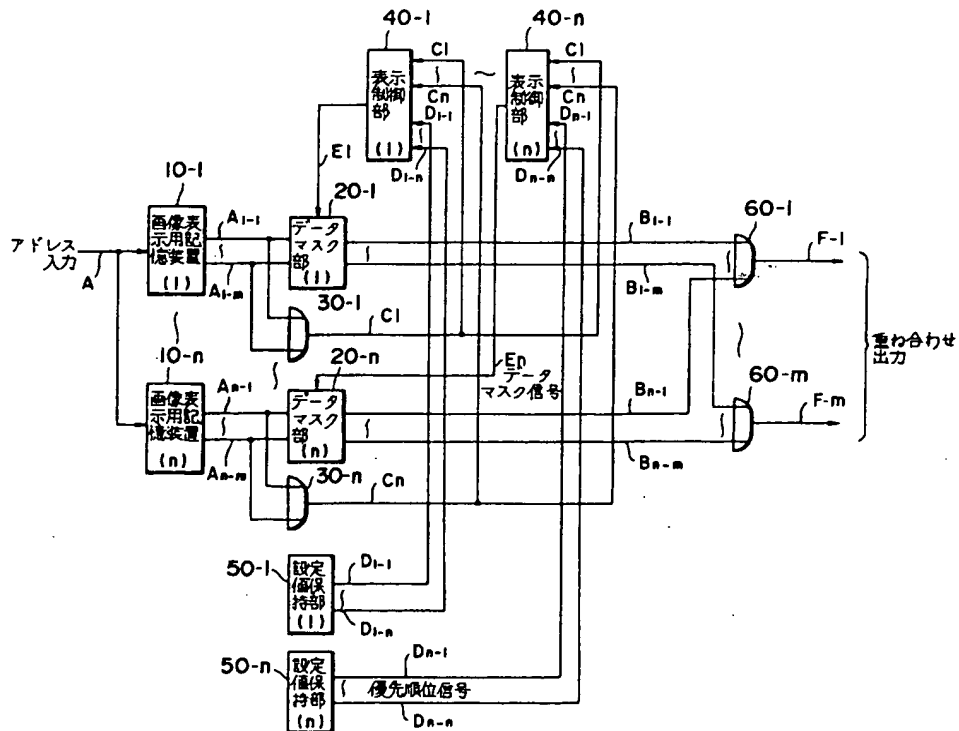 40-1
40-n
表示
制御
部
(1)
C1
Cn
D1-1
D1-n
表示
制御
部
(n)
C1
Cn
Dn-1
Dn-n
E1
10-1
20-1
画像表
示用記
憶装置
(1)
アドレス
入力
A
A1-1
A1-m
データ
マスク
部
(1)
B1-1
B1-m
60-1
F-1
30-1
C1
10-n
20-n
En
データ
マスク信号
重ね合わせ
出力
画像表
示用記
憶装置
(n)
An-1
An-m
データ
マスク
部
(n)
Bn-1
Bn-m
60-m
F-m
30-n
Cn
50-1
設定
値保
持部
(1)
D1-1
D1-n
50-n
設定
値保
持部
(n)
Dn-1
優先順位信号
Dn-n